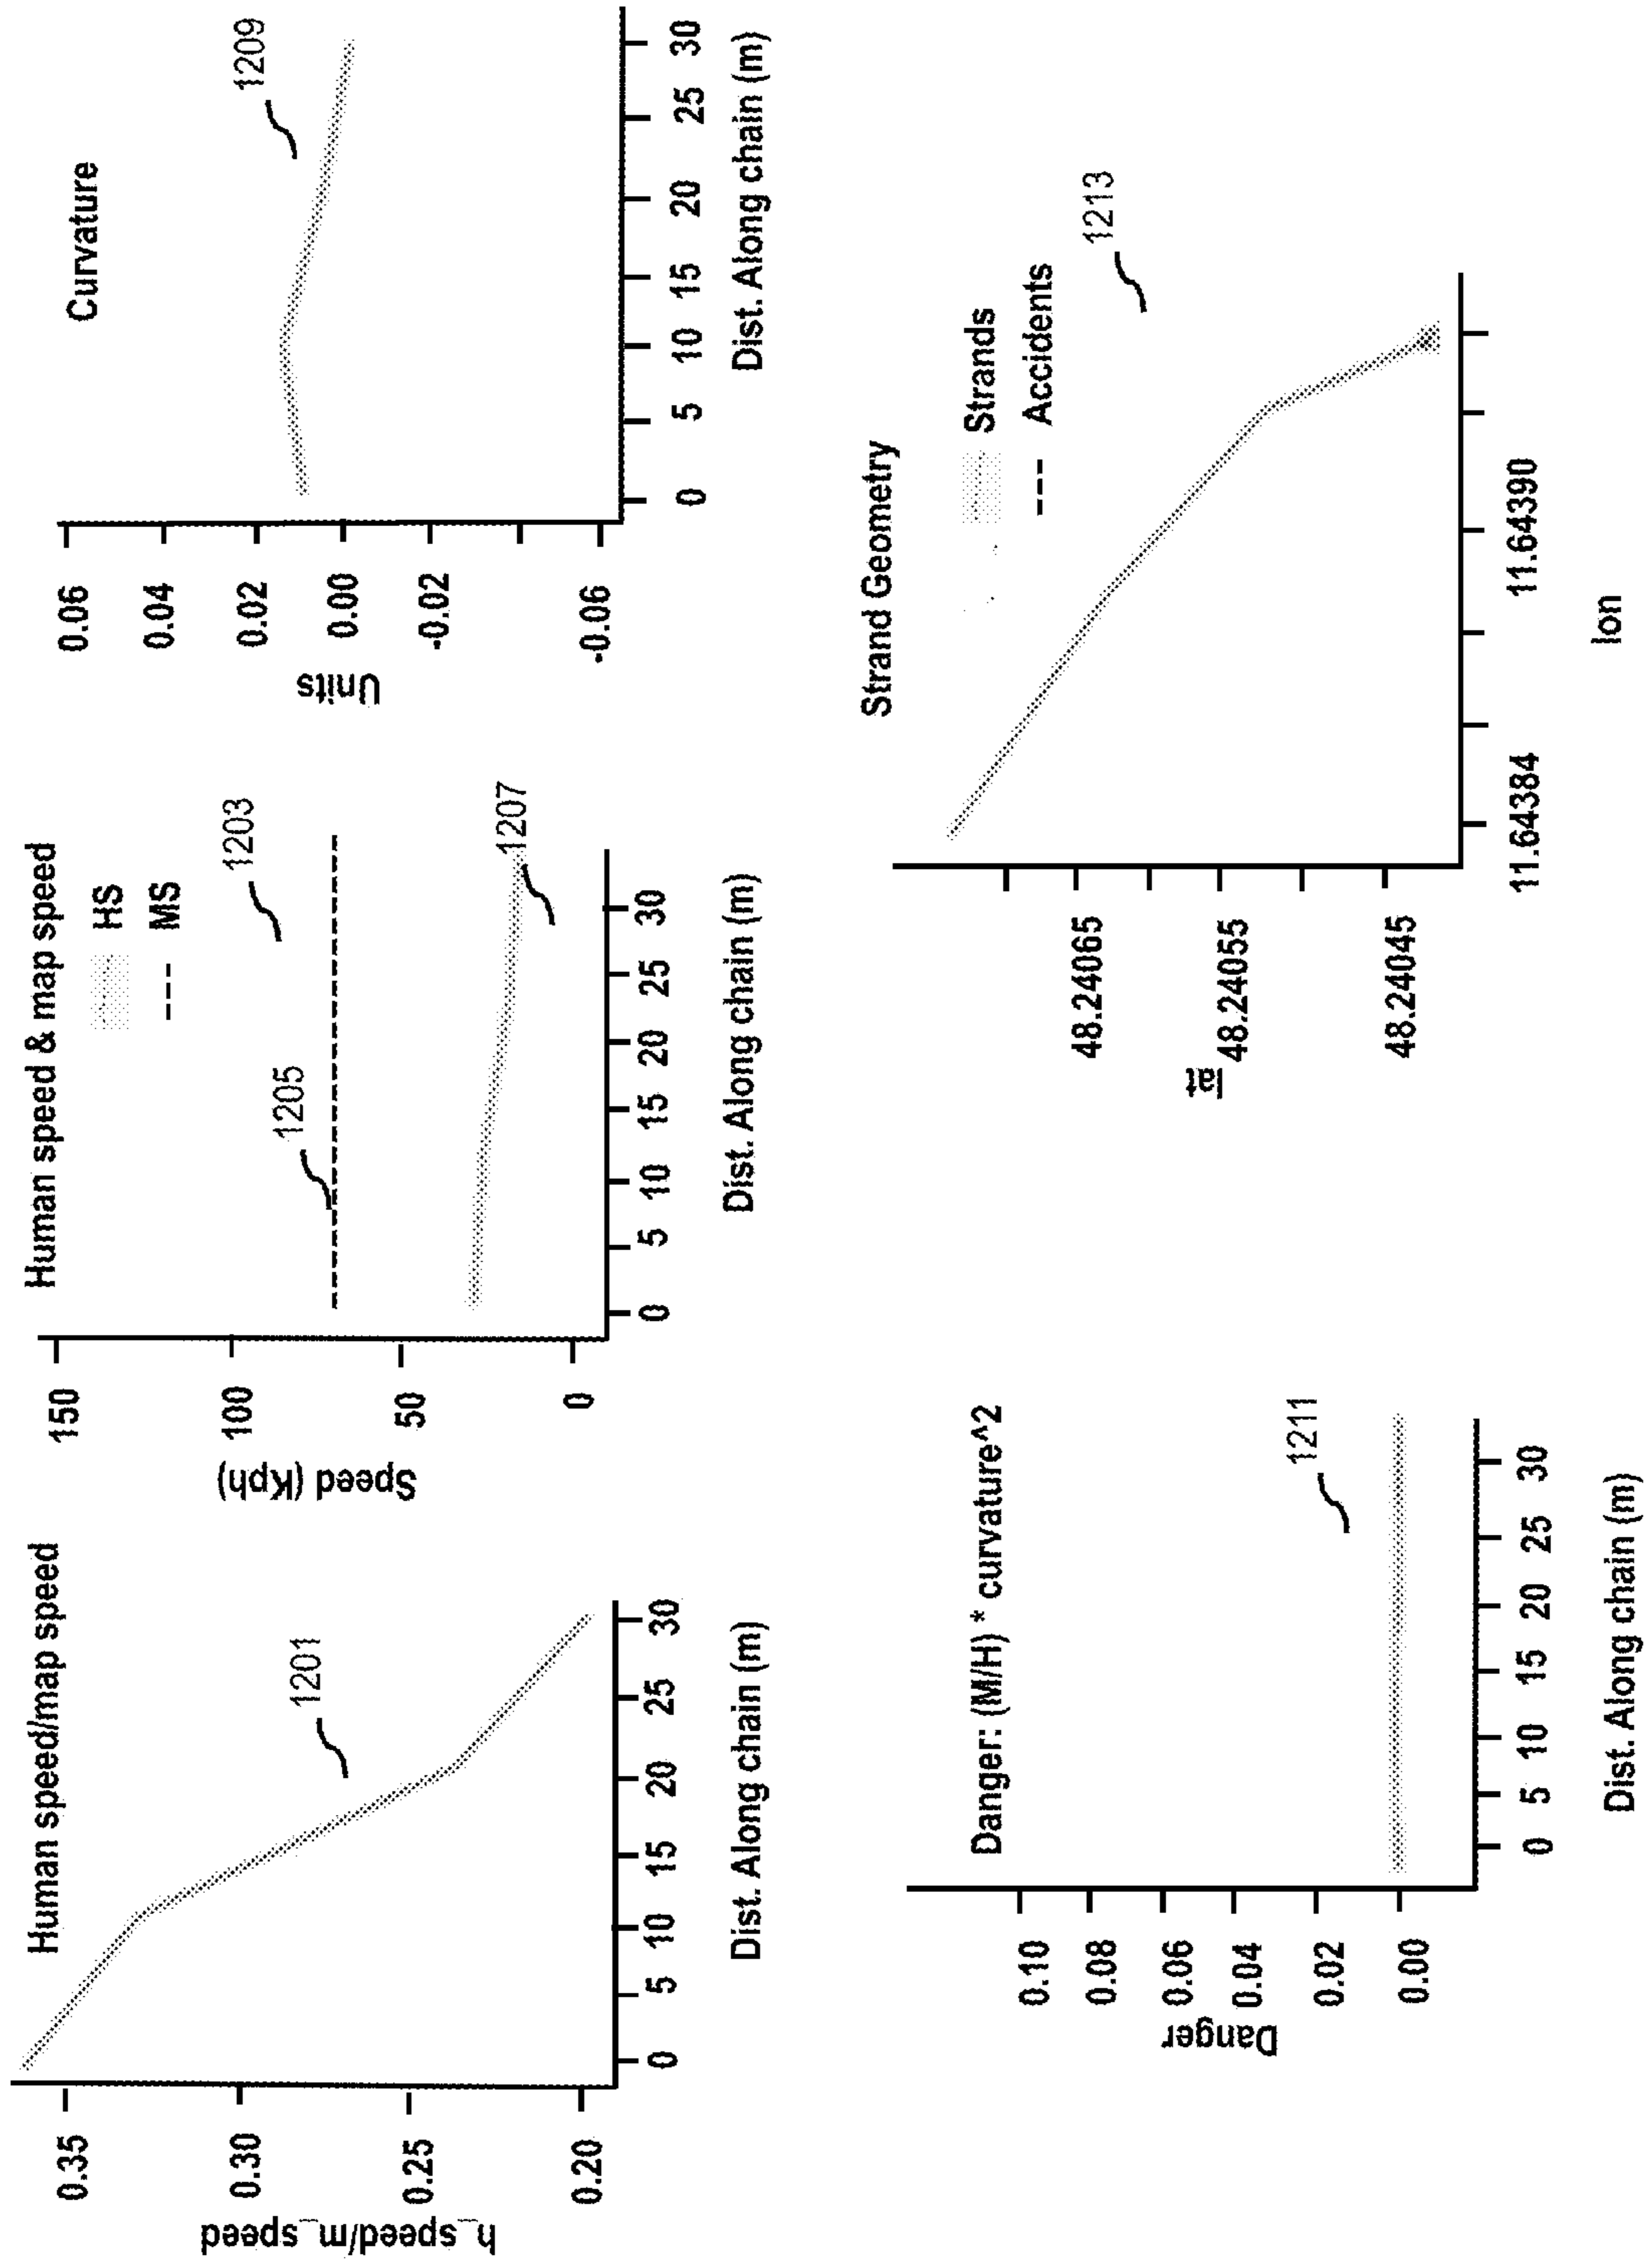 Human speed/map speed
1201
h_speed/m_speed
0.35
0.30
0.25
0.20
0 5 10 15 20 25 30
Dist. Along chain (m)
Human speed & map speed
HS
MS
1203
1205
1207
Speed (Kph)
150
100
50
0
0 5 10 15 20 25 30
Dist. Along chain (m)
Curvature
1209
Units
0.06
0.04
0.02
0.00
-0.02
-0.06
0 5 10 15 20 25 30
Dist. Along chain (m)
Danger: (M/H) * curvature^2
1211
Danger
0.10
0.08
0.06
0.04
0.02
0.00
0 5 10 15 20 25 30
Dist. Along chain (m)
Strand Geometry
Strands
Accidents
1213
lat
48.24065
48.24055
48.24045
11.64384 11.64390
lon